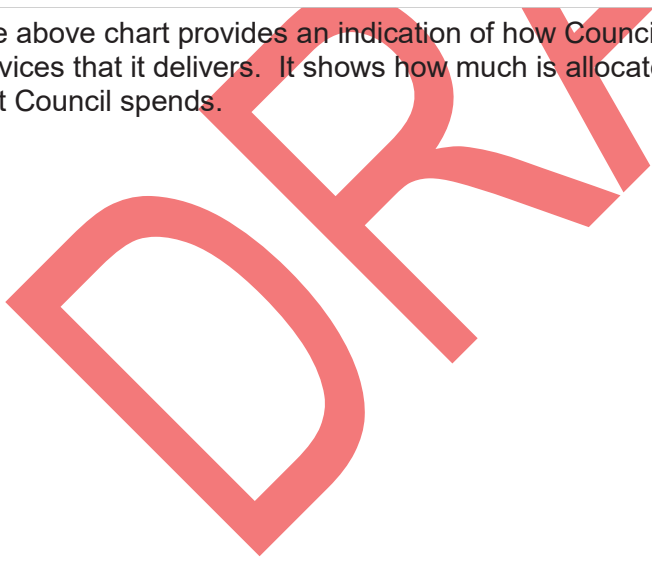 e above chart provides an indication of how Counci
vices that it delivers.  It shows how much is allocate
t Council spends.
DRA